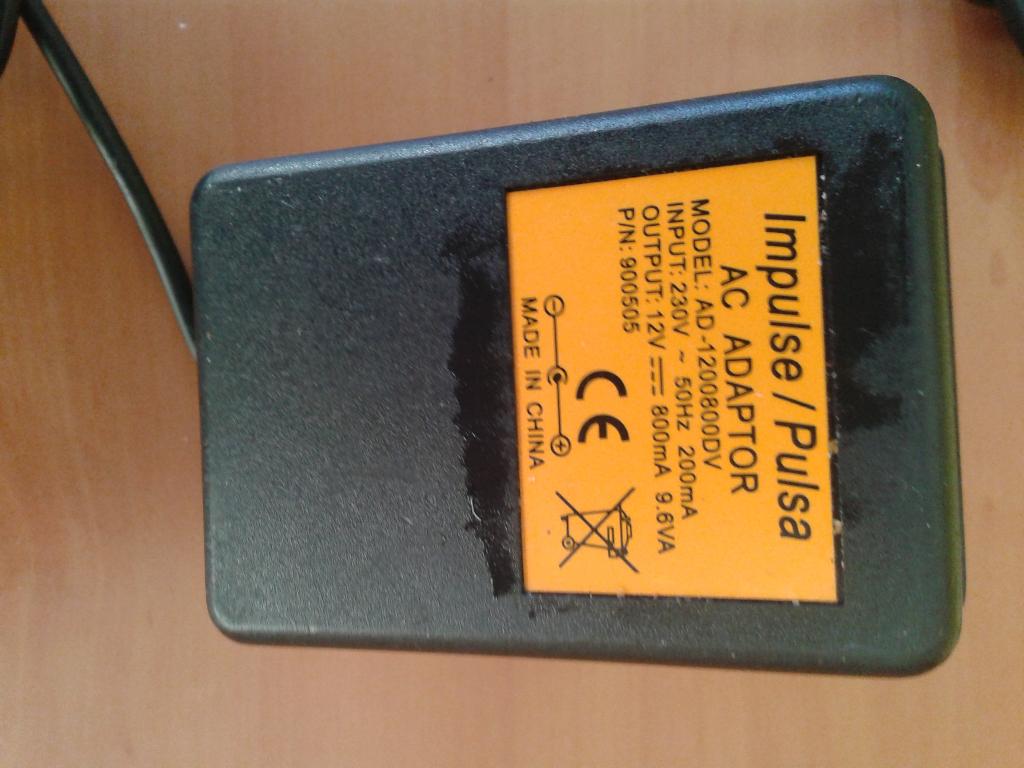 Impulse / Pulsa
AC ADAPTOR
MODEL: AD-1200800DV
INPUT: 230V ~ 50Hz 200mA
OUTPUT: 12V ⎓ 800mA 9.6VA
P/N: 900505
CE
MADE IN CHINA